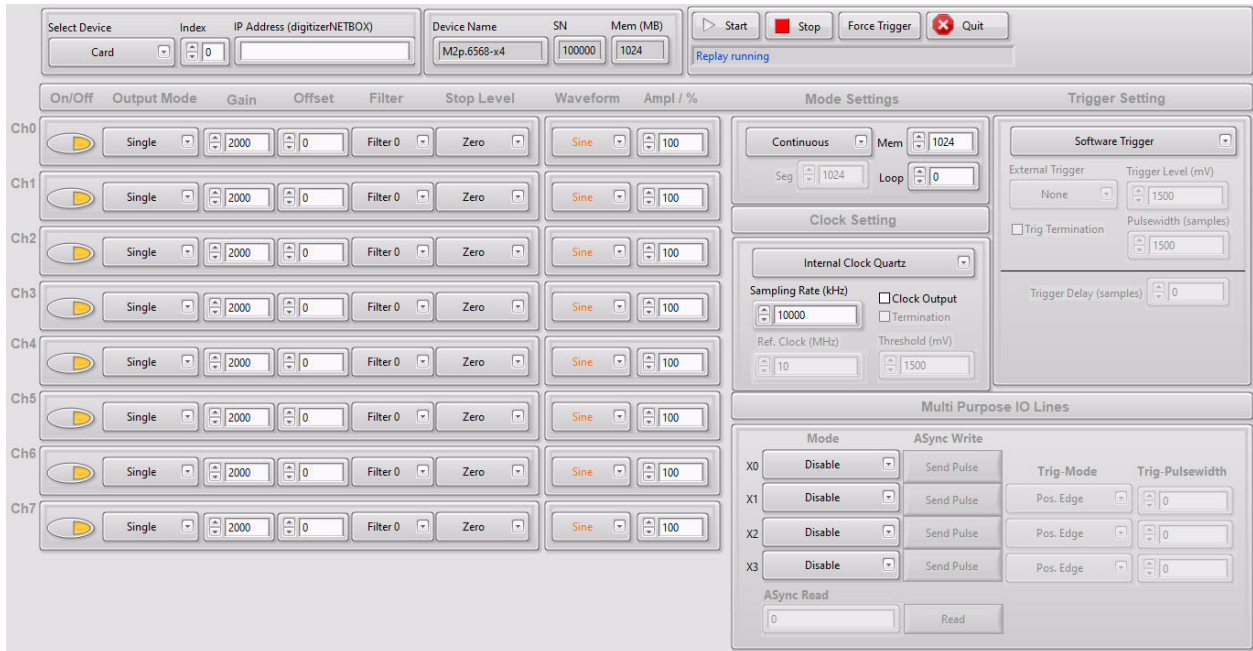 Select Device Index IP Address (digitizerNETBOX) Device Name SN Mem (MB) Start Stop Force Trigger Quit
Card 0 M2p.6568-x4 100000 1024 Replay running
On/Off Output Mode Gain Offset Filter Stop Level Waveform Ampl / % Mode Settings Trigger Setting
Ch0 Single 2000 0 Filter 0 Zero Sine 100
Ch1 Single 2000 0 Filter 0 Zero Sine 100
Ch2 Single 2000 0 Filter 0 Zero Sine 100
Ch3 Single 2000 0 Filter 0 Zero Sine 100
Ch4 Single 2000 0 Filter 0 Zero Sine 100
Ch5 Single 2000 0 Filter 0 Zero Sine 100
Ch6 Single 2000 0 Filter 0 Zero Sine 100
Ch7 Single 2000 0 Filter 0 Zero Sine 100
Continuous Mem 1024
Seg 1024 Loop 0
Clock Setting
Internal Clock Quartz
Sampling Rate (kHz) Clock Output
10000 Termination
Ref. Clock (MHz) Threshold (mV)
10 1500
Software Trigger
External Trigger Trigger Level (mV)
None 1500
Trig Termination Pulsewidth (samples)
1500
Trigger Delay (samples) 0
Multi Purpose IO Lines
Mode ASync Write Trig-Mode Trig-Pulsewidth
X0 Disable Send Pulse
X1 Disable Send Pulse Pos. Edge 0
X2 Disable Send Pulse Pos. Edge 0
X3 Disable Send Pulse Pos. Edge 0
ASync Read
0 Read